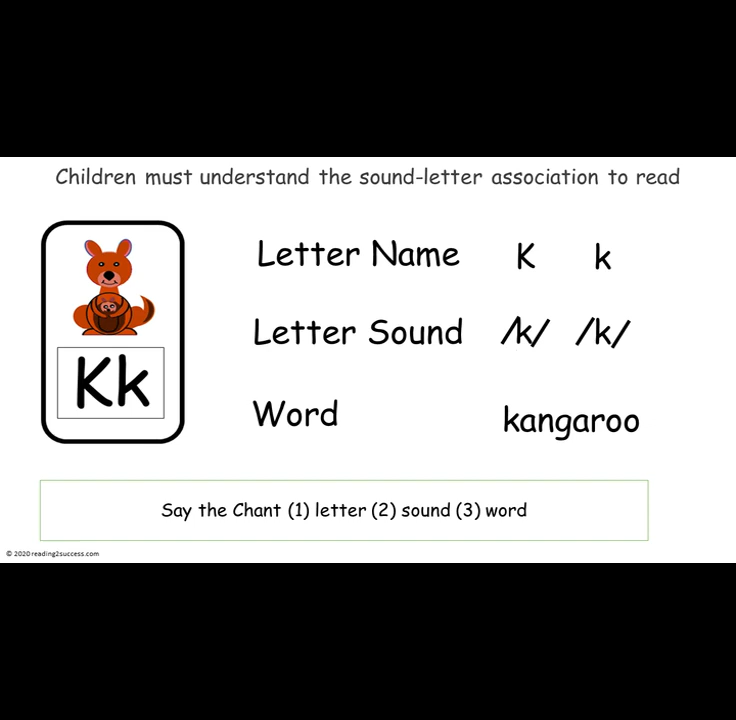 Children must understand the sound-letter association to read
Kk
Letter Name K k
Letter Sound /k/ /k/
Word kangaroo
Say the Chant (1) letter (2) sound (3) word
© 2020 reading2success.com